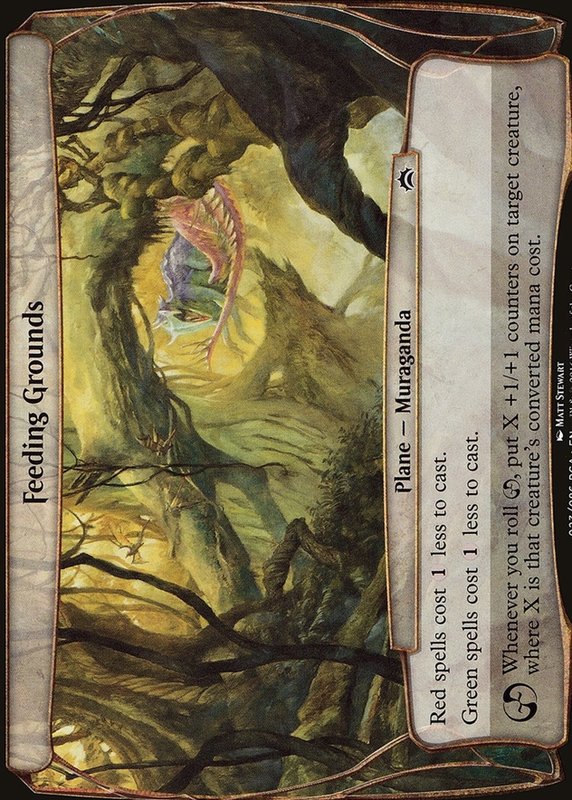 Feeding Grounds
Plane — Muraganda
Red spells cost 1 less to cast.
Green spells cost 1 less to cast.
Whenever you roll , put X +1/+1 counters on target creature,
where X is that creature's converted mana cost.
Matt Stewart